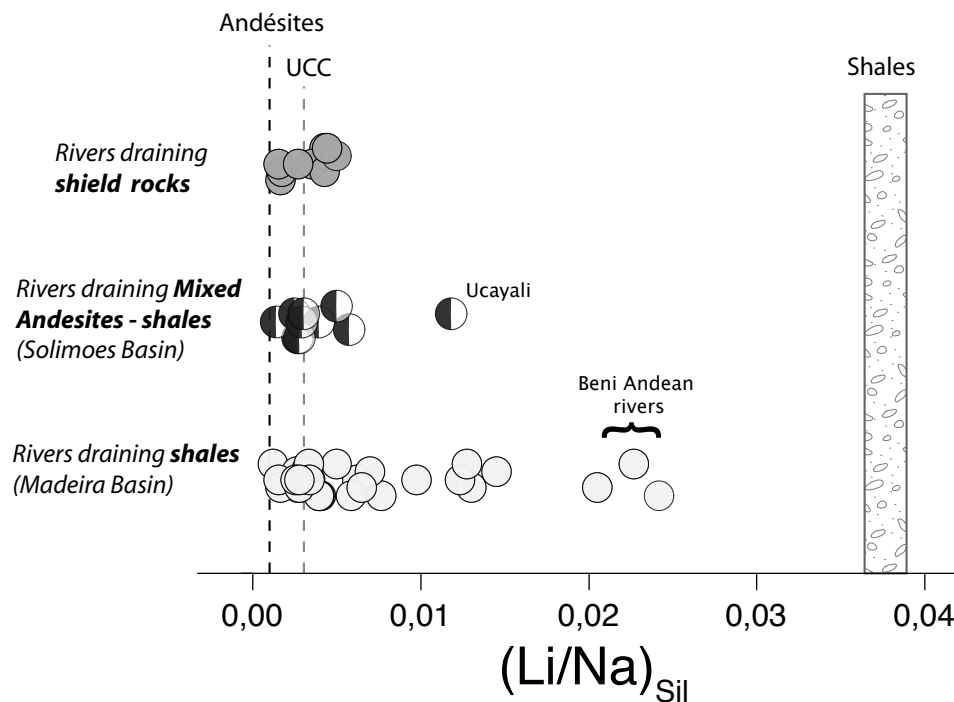 Andésites
UCC
Shales
Rivers draining
shield rocks
Rivers draining Mixed
Andesites - shales
(Solimoes Basin)
Ucayali
Beni Andean
rivers
Rivers draining shales
(Madeira Basin)
0,00
0,01
0,02
0,03
0,04
(Li/Na)Sil